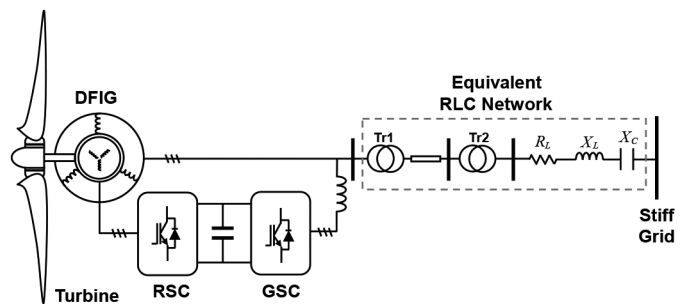 Equivalent
RLC Network
DFIG
Tr1
Tr2
R_L
X_L
X_C
Stiff
Grid
RSC
GSC
Turbine